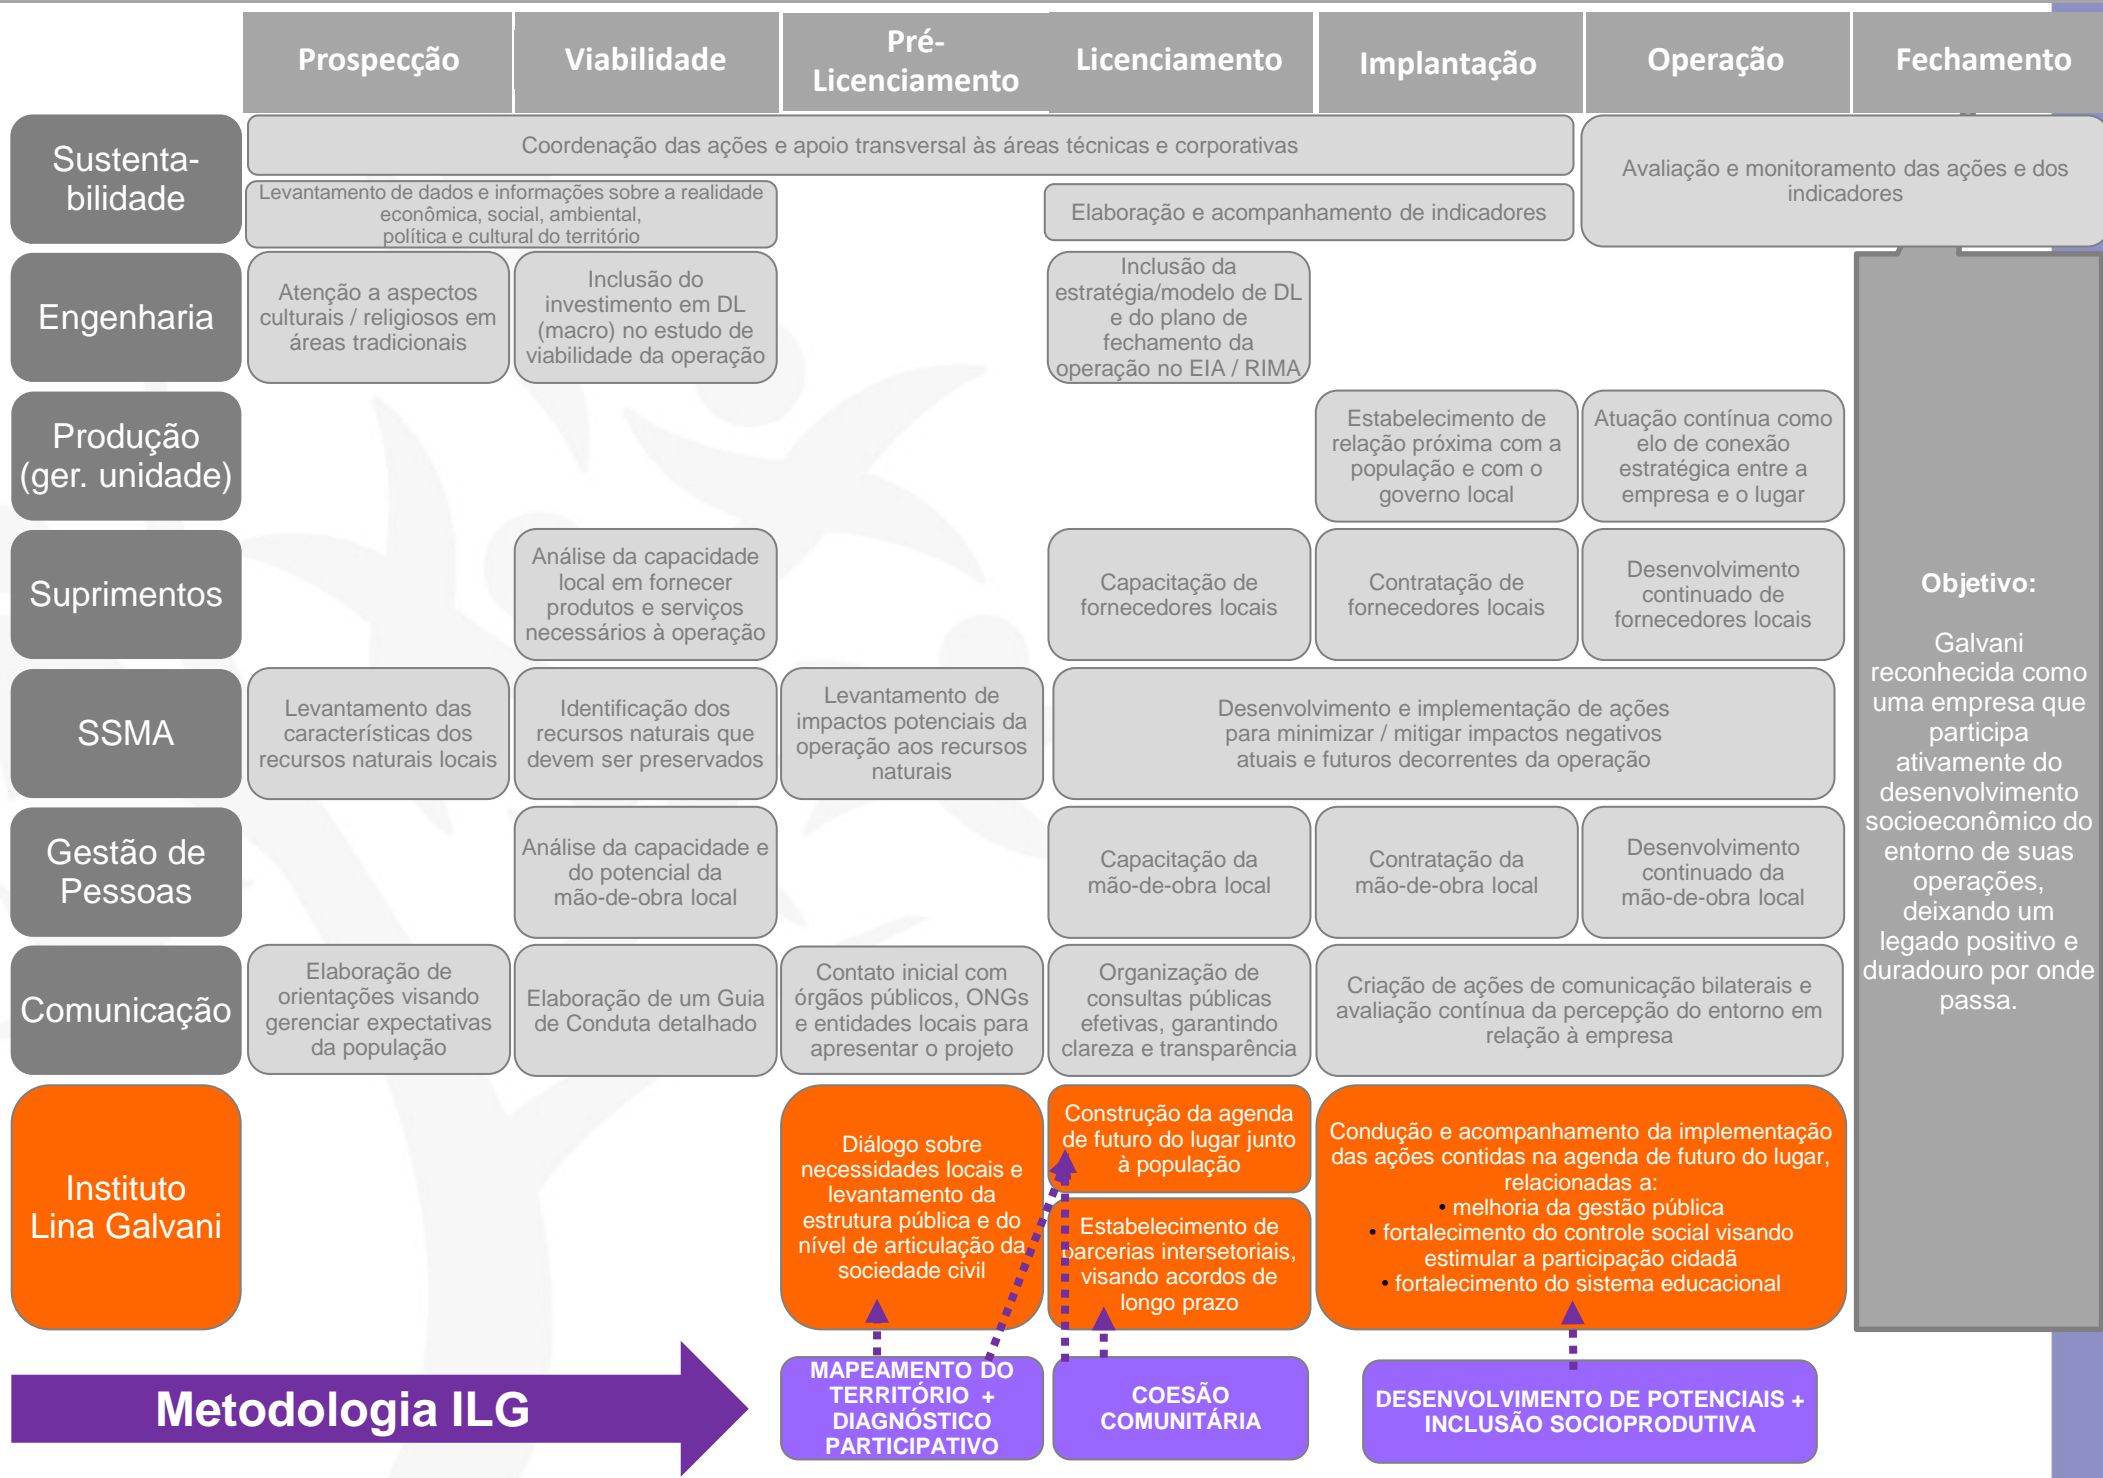 Prospecção
Viabilidade
Pré-
Licenciamento
Licenciamento
Implantação
Operação
Fechamento
Sustenta-
bilidade
Coordenação das ações e apoio transversal às áreas técnicas e corporativas
Avaliação e monitoramento das ações e dos
indicadores
Levantamento de dados e informações sobre a realidade
econômica, social, ambiental,
política e cultural do território
Elaboração e acompanhamento de indicadores
Engenharia
Atenção a aspectos
culturais / religiosos em
áreas tradicionais
Inclusão do
investimento em DL
(macro) no estudo de
viabilidade da operação
Inclusão da
estratégia/modelo de DL
e do plano de
fechamento da
operação no EIA / RIMA
Produção
(ger. unidade)
Estabelecimento de
relação próxima com a
população e com o
governo local
Atuação contínua como
elo de conexão
estratégica entre a
empresa e o lugar
Suprimentos
Análise da capacidade
local em fornecer
produtos e serviços
necessários à operação
Capacitação de
fornecedores locais
Contratação de
fornecedores locais
Desenvolvimento
continuado de
fornecedores locais
SSMA
Levantamento das
características dos
recursos naturais locais
Identificação dos
recursos naturais que
devem ser preservados
Levantamento de
impactos potenciais da
operação aos recursos
naturais
Desenvolvimento e implementação de ações
para minimizar / mitigar impactos negativos
atuais e futuros decorrentes da operação
Gestão de
Pessoas
Análise da capacidade e
do potencial da
mão-de-obra local
Capacitação da
mão-de-obra local
Contratação da
mão-de-obra local
Desenvolvimento
continuado da
mão-de-obra local
Comunicação
Elaboração de
orientações visando
gerenciar expectativas
da população
Elaboração de um Guia
de Conduta detalhado
Contato inicial com
órgãos públicos, ONGs
e entidades locais para
apresentar o projeto
Organização de
consultas públicas
efetivas, garantindo
clareza e transparência
Criação de ações de comunicação bilaterais e
avaliação contínua da percepção do entorno em
relação à empresa
Objetivo:
Galvani
reconhecida como
uma empresa que
participa
ativamente do
desenvolvimento
socioeconômico do
entorno de suas
operações,
deixando um
legado positivo e
duradouro por onde
passa.
Instituto
Lina Galvani
Diálogo sobre
necessidades locais e
levantamento da
estrutura pública e do
nível de articulação da
sociedade civil
Construção da agenda
de futuro do lugar junto
à população
Estabelecimento de
parcerias intersetoriais,
visando acordos de
longo prazo
Condução e acompanhamento da implementação
das ações contidas na agenda de futuro do lugar,
relacionadas a:
• melhoria da gestão pública
• fortalecimento do controle social visando
estimular a participação cidadã
• fortalecimento do sistema educacional
Metodologia ILG
MAPEAMENTO DO
TERRITÓRIO +
DIAGNÓSTICO
PARTICIPATIVO
COESÃO
COMUNITÁRIA
DESENVOLVIMENTO DE POTENCIAIS +
INCLUSÃO SOCIOPRODUTIVA